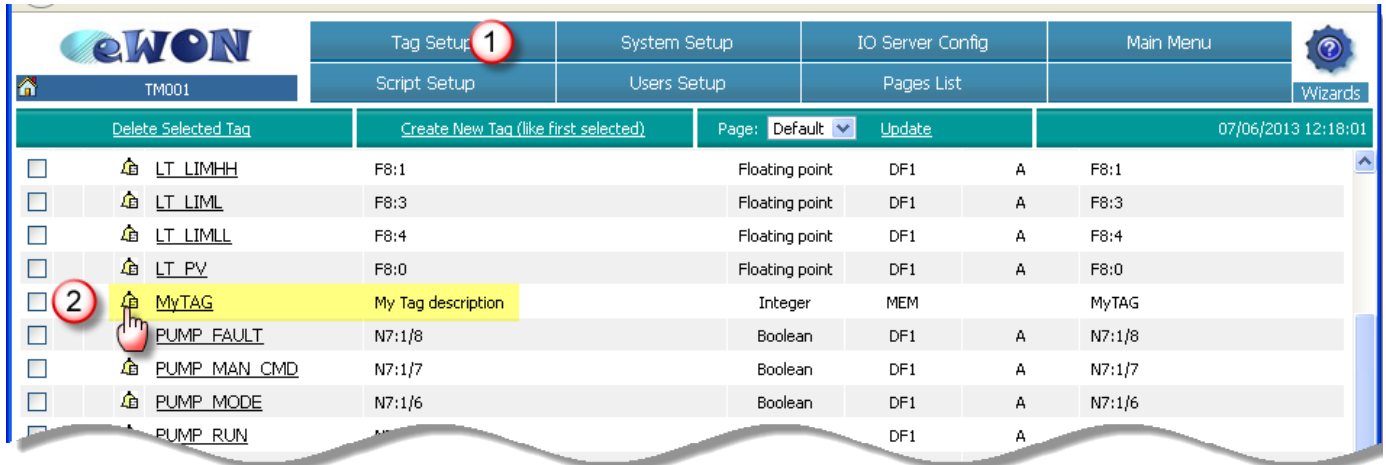 eWON
Tag Setup 1 System Setup IO Server Config Main Menu
TM001 Script Setup Users Setup Pages List Wizards
Delete Selected Tag Create New Tag (like first selected) Page: Default Update 07/06/2013 12:18:01
LT_LIMHH F8:1 Floating point DF1 A F8:1
LT_LIML F8:3 Floating point DF1 A F8:3
LT_LIMLL F8:4 Floating point DF1 A F8:4
LT_PV F8:0 Floating point DF1 A F8:0
2 MyTAG My Tag description Integer MEM MyTAG
PUMP_FAULT N7:1/8 Boolean DF1 A N7:1/8
PUMP_MAN_CMD N7:1/7 Boolean DF1 A N7:1/7
PUMP_MODE N7:1/6 Boolean DF1 A N7:1/6
PUMP_RUN DF1 A